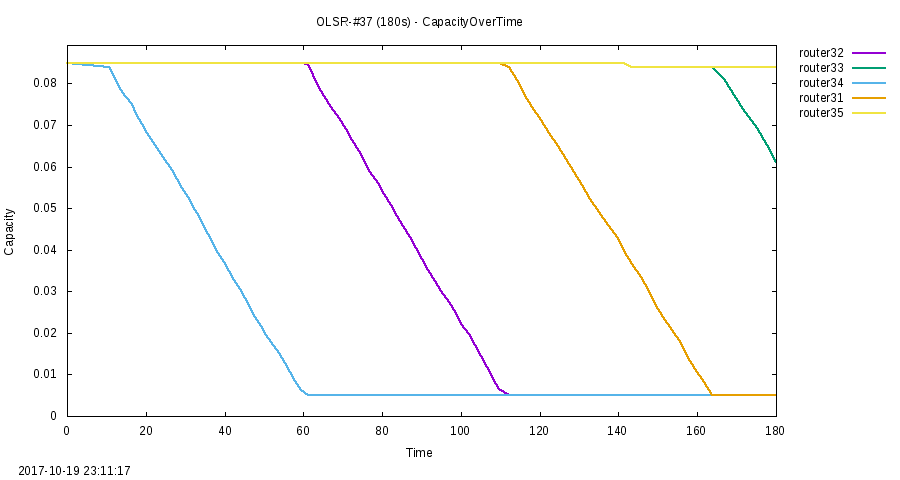 OLSR-#37 (180s) - CapacityOverTime
router32
router33
router34
router31
router35
0.08
0.07
0.06
0.05
0.04
0.03
0.02
0.01
0
Capacity
0 20 40 60 80 100 120 140 160 180
Time
2017-10-19 23:11:17